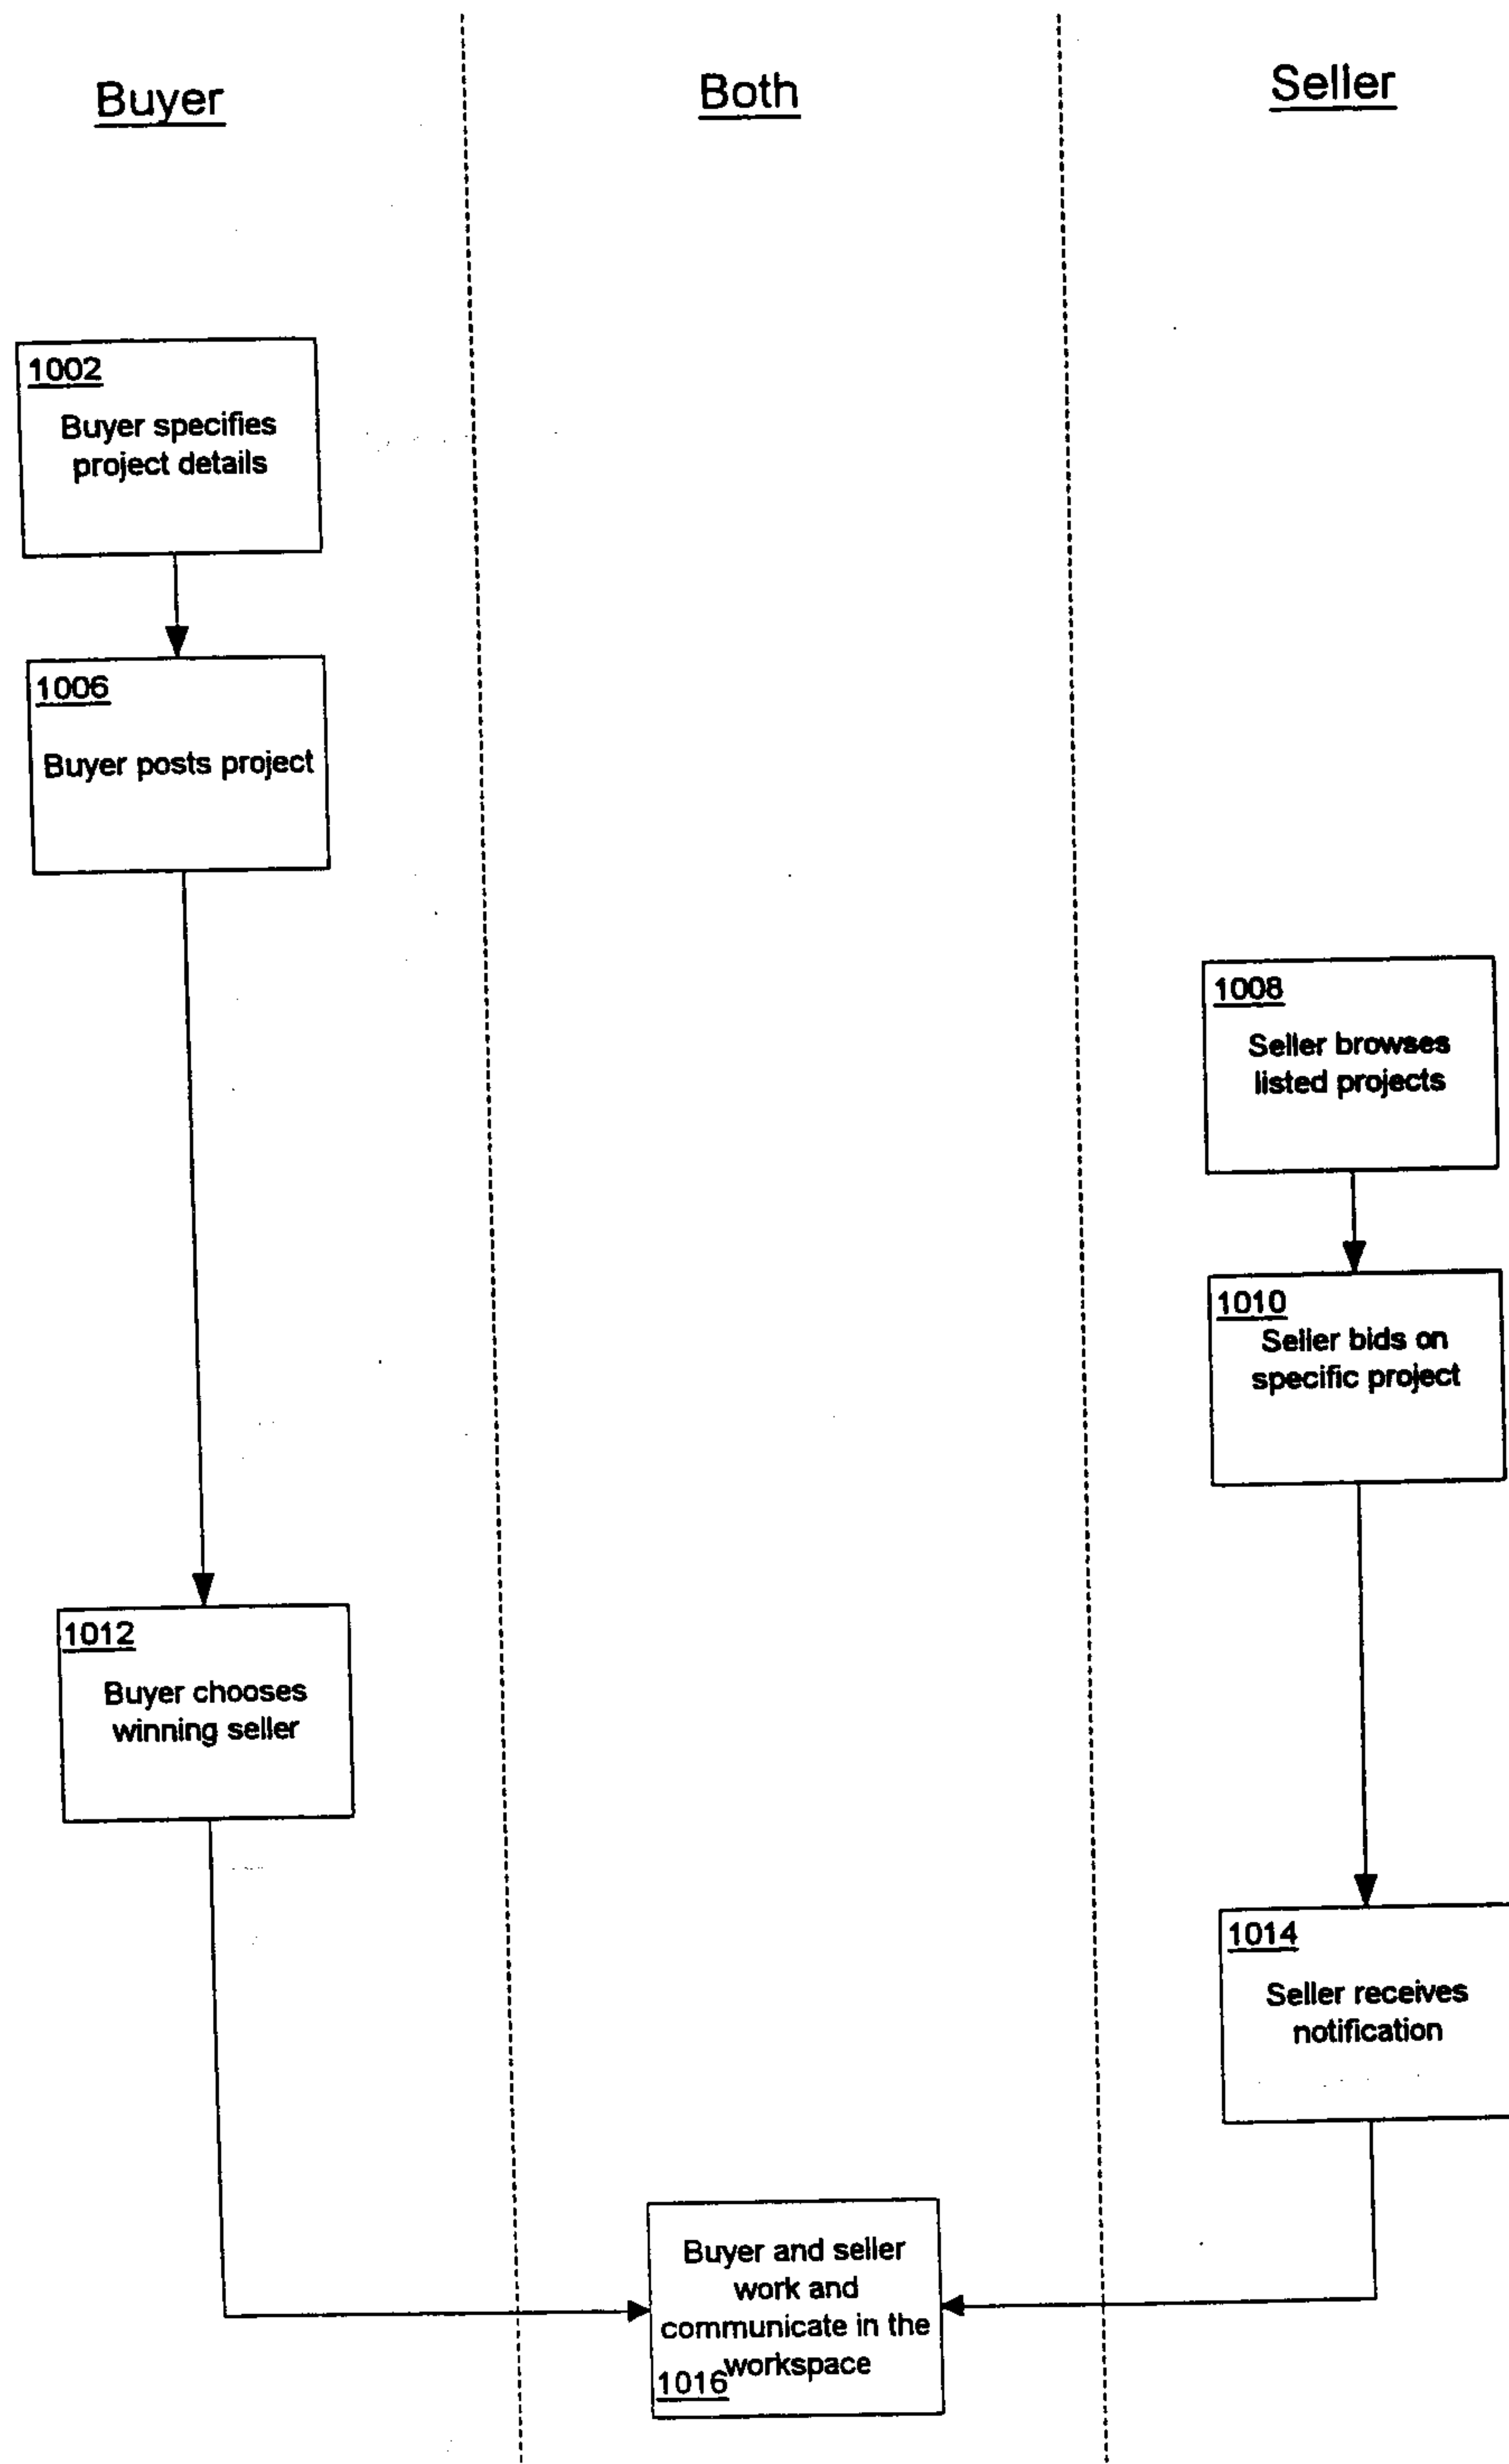 Buyer
Both
Seller
1002
Buyer specifies
project details
1006
Buyer posts project
1008
Seller browses
listed projects
1010
Seller bids on
specific project
1012
Buyer chooses
winning seller
1014
Seller receives
notification
Buyer and seller
work and
communicate in the
workspace
1016